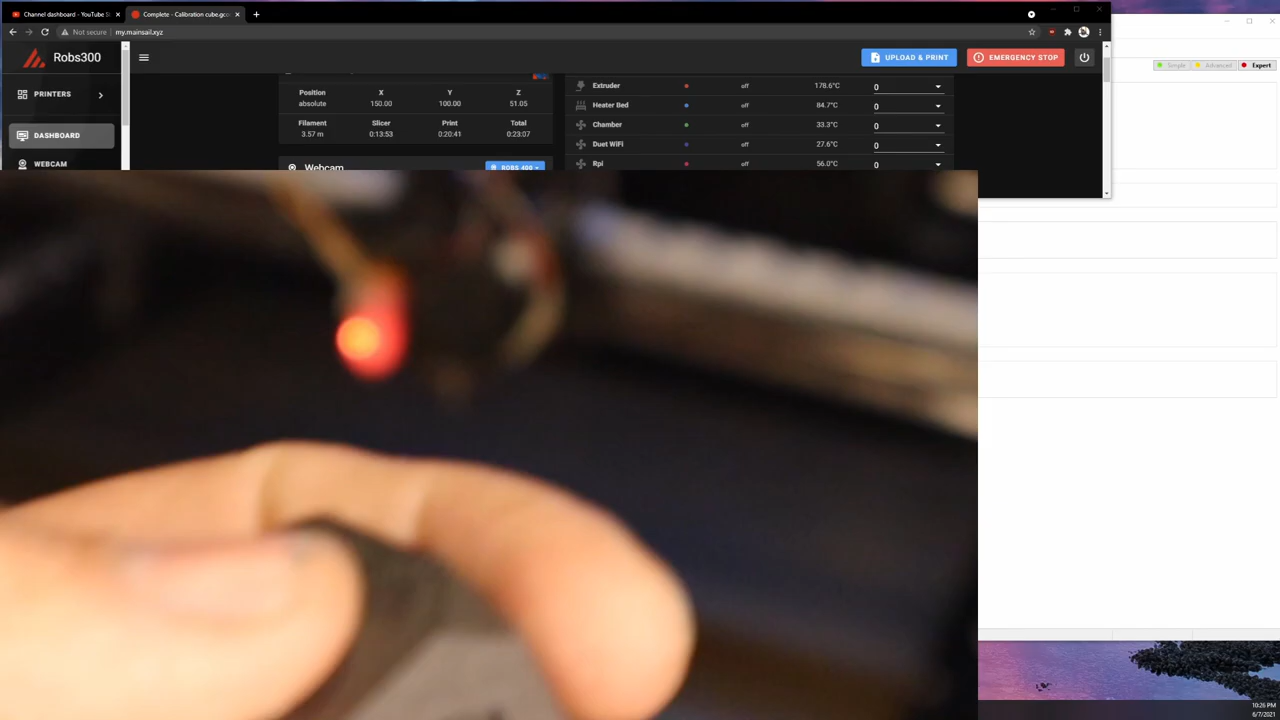 Channel dashboard - YouTube S
Complete - Calibration cube.gco
Not secure | my.mainsail.xyz
Robs300
UPLOAD & PRINT
EMERGENCY STOP
Simple Advanced Expert
PRINTERS
DASHBOARD
WEBCAM
Position X Y Z
absolute 150.00 100.00 51.05
Filament Slicer Print Total
3.57 m 0:13:53 0:20:41 0:23:07
Webcam
ROBS 400
Extruder off 178.6°C 0
Heater Bed off 84.7°C 0
Chamber off 33.3°C 0
Duet WiFi off 27.6°C 0
Rpi off 56.0°C 0
10:26 PM
6/7/2021